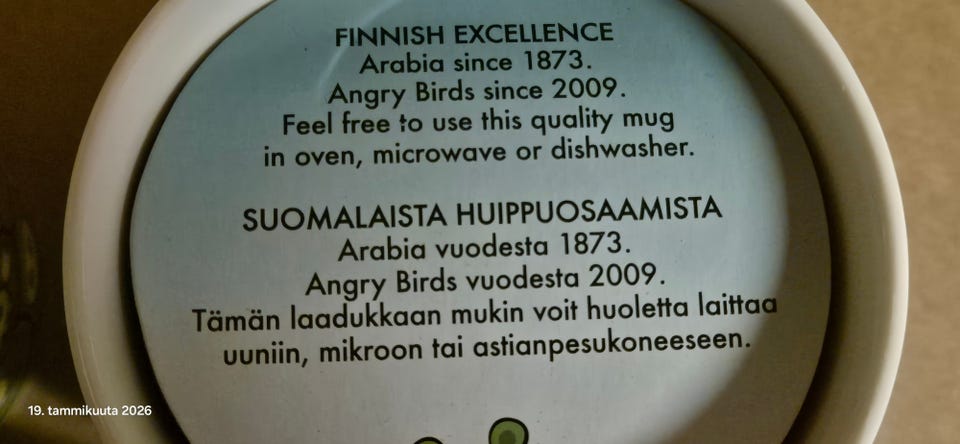 FINNISH EXCELLENCE
Arabia since 1873.
Angry Birds since 2009.
Feel free to use this quality mug
in oven, microwave or dishwasher.
SUOMALAISTA HUIPPUOSAAMISTA
Arabia vuodesta 1873.
Angry Birds vuodesta 2009.
Tämän laadukkaan mukin voit huoletta laittaa
uuniin, mikroon tai astianpesukoneeseen.
19. tammikuuta 2026